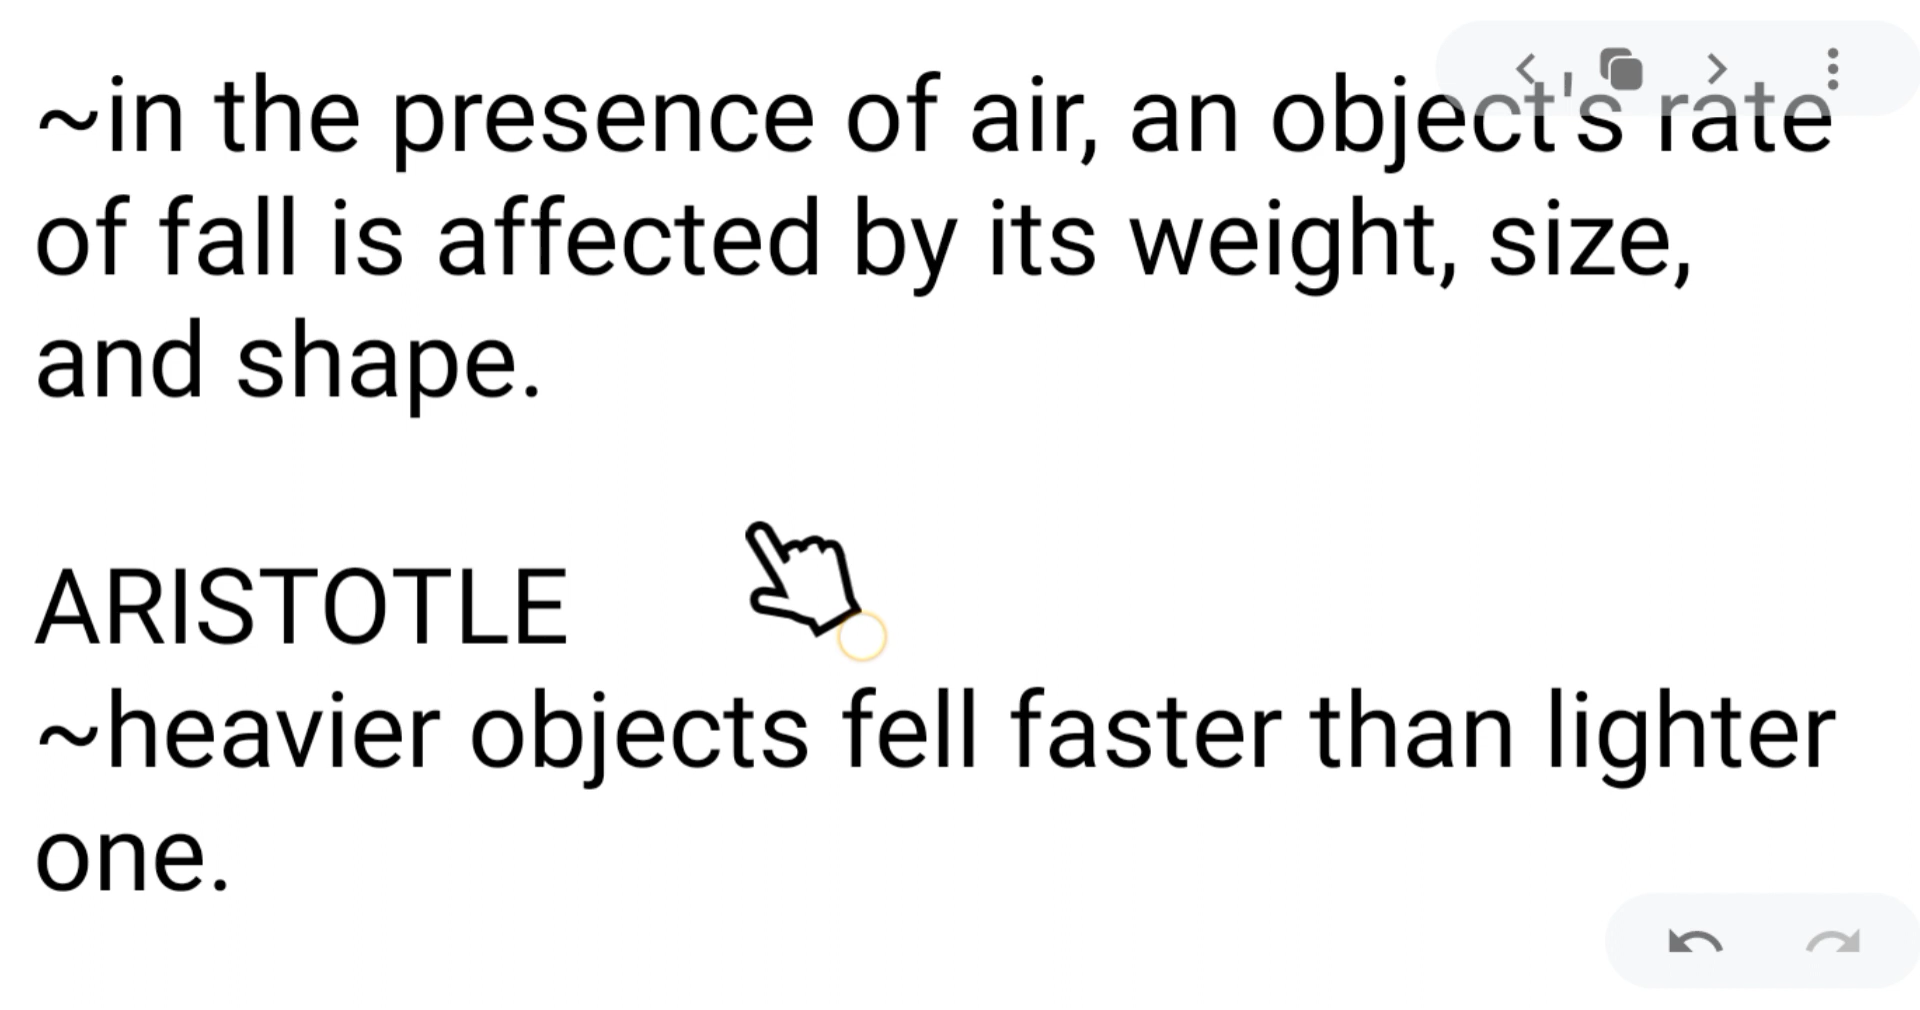 ~in the presence of air, an object's rate
of fall is affected by its weight, size,
and shape.
ARISTOTLE
~heavier objects fell faster than lighter
one.